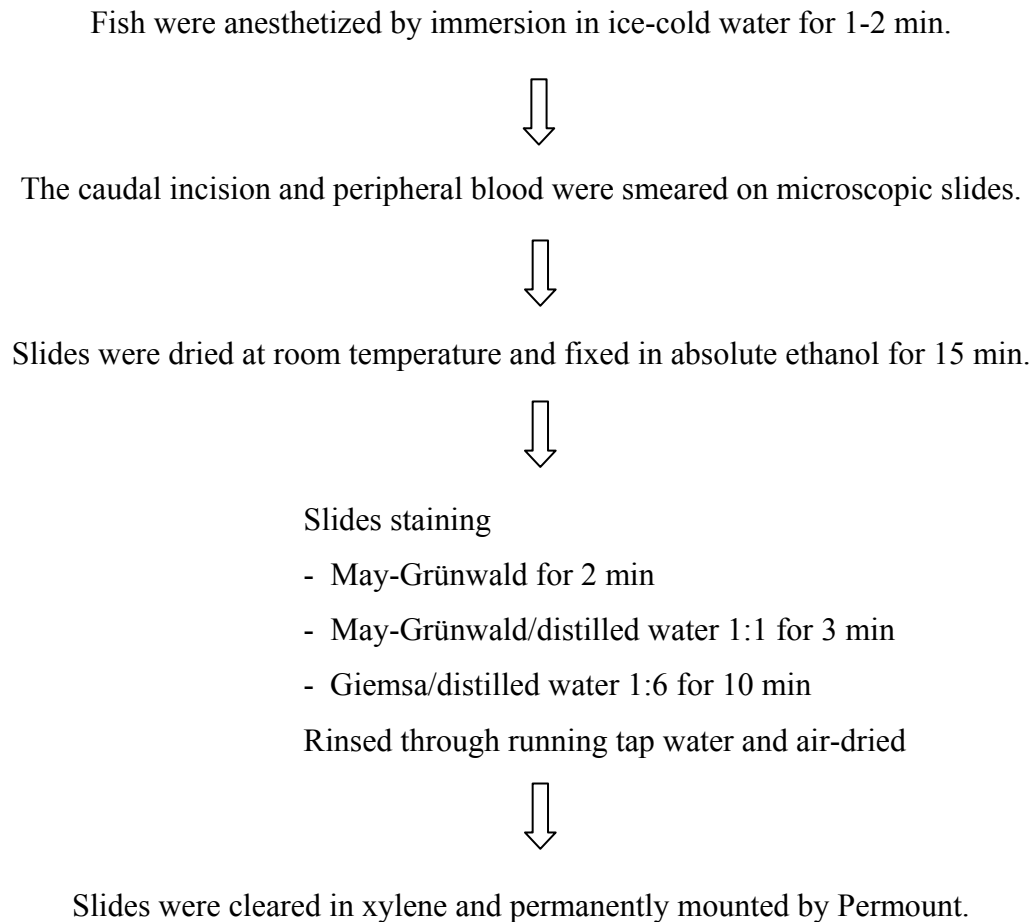 Fish were anesthetized by immersion in ice-cold water for 1-2 min.
The caudal incision and peripheral blood were smeared on microscopic slides.
Slides were dried at room temperature and fixed in absolute ethanol for 15 min.
Slides staining
- May-Grünwald for 2 min
- May-Grünwald/distilled water 1:1 for 3 min
- Giemsa/distilled water 1:6 for 10 min
Rinsed through running tap water and air-dried
Slides were cleared in xylene and permanently mounted by Permount.